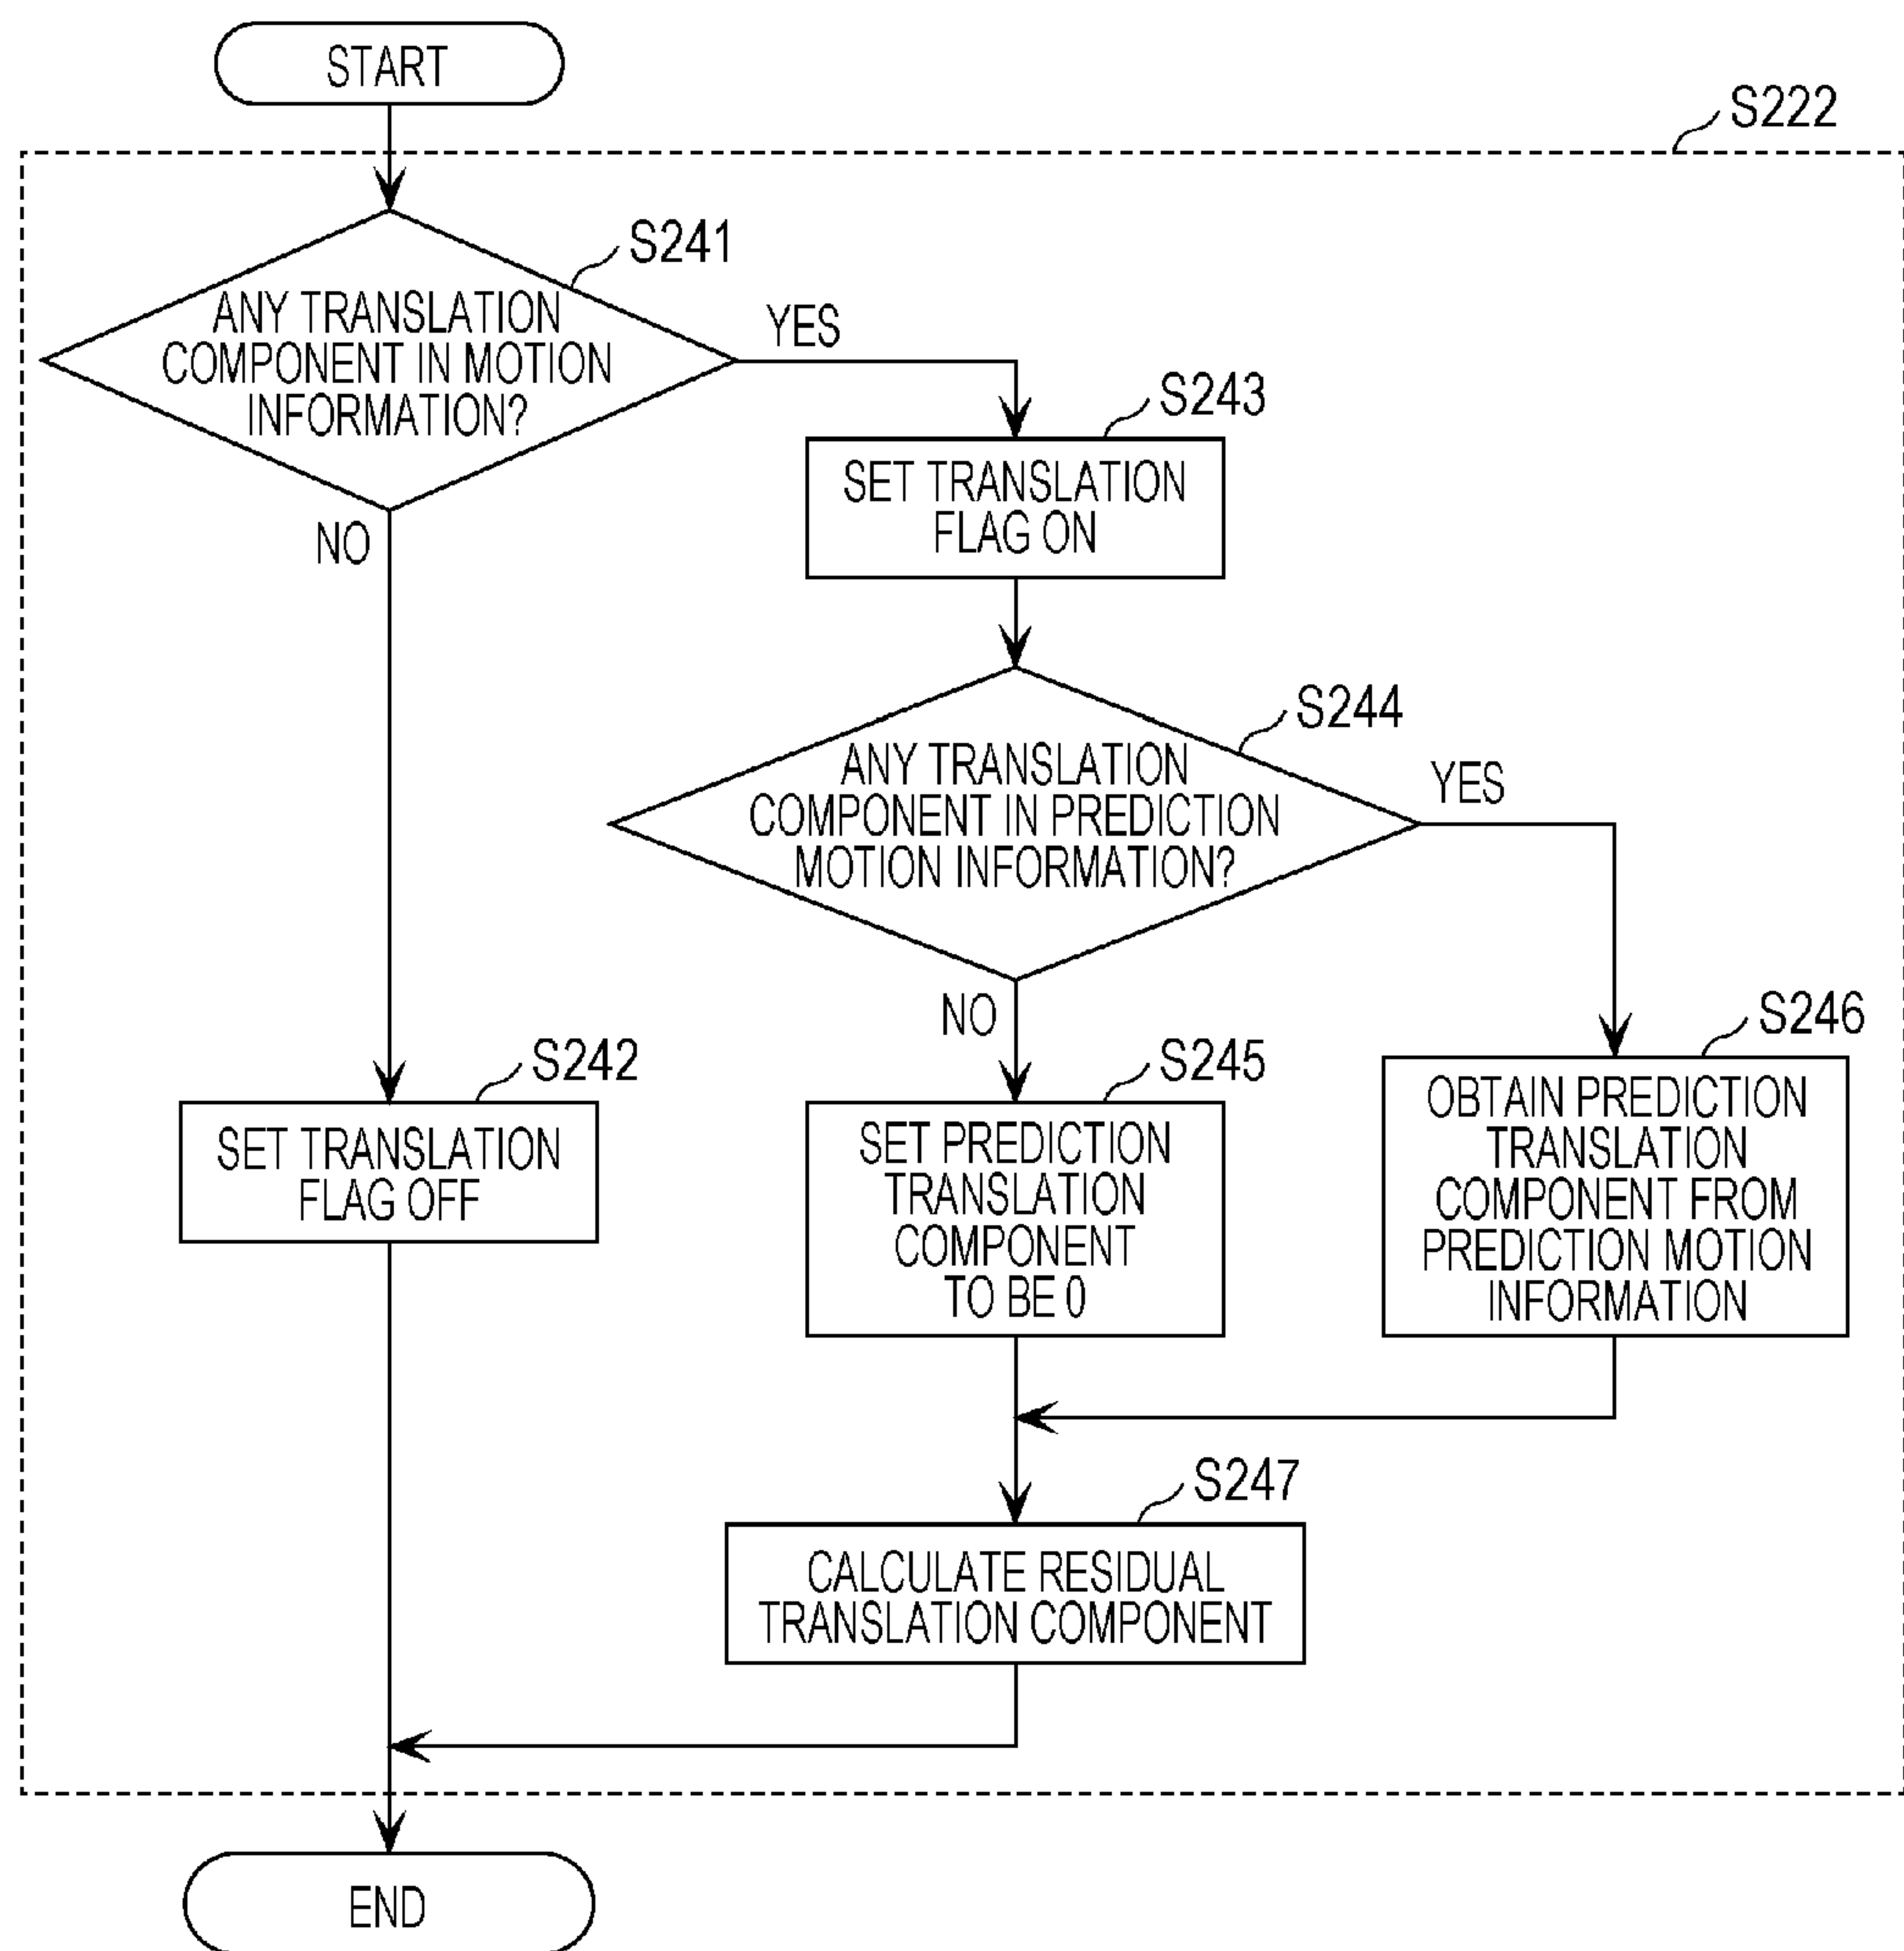 START
S222
S241
ANY TRANSLATION
COMPONENT IN MOTION
INFORMATION?
YES
NO
S243
SET TRANSLATION
FLAG ON
S244
ANY TRANSLATION
COMPONENT IN PREDICTION
MOTION INFORMATION?
YES
NO
S242
SET TRANSLATION
FLAG OFF
S245
SET PREDICTION
TRANSLATION
COMPONENT
TO BE 0
S246
OBTAIN PREDICTION
TRANSLATION
COMPONENT FROM
PREDICTION MOTION
INFORMATION
S247
CALCULATE RESIDUAL
TRANSLATION COMPONENT
END